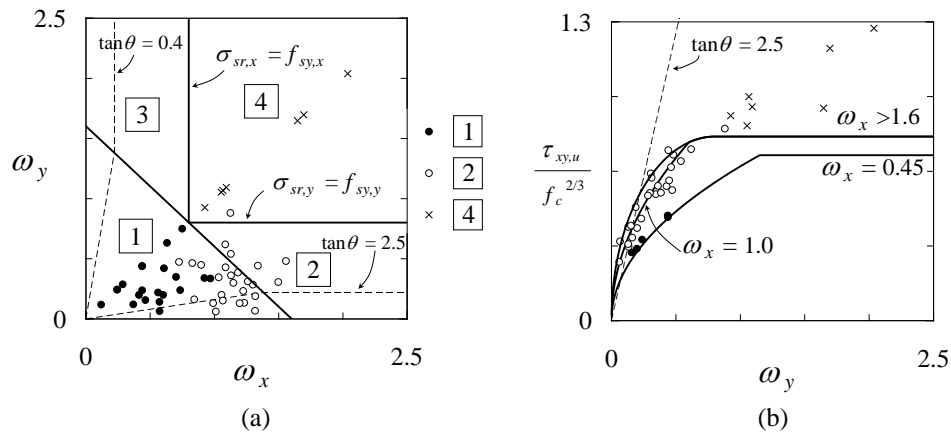 2.5
tanθ = 0.4
σsr,x = fsy,x
3
4
ωy
σsr,y = fsy,y
1
2
tanθ = 2.5
0
0
2.5
ωx
(a)
1
2
4
1.3
tanθ = 2.5
τxy,u
fc 2/3
ωx >1.6
ωx = 0.45
ωx = 1.0
0
0
2.5
ωy
(b)